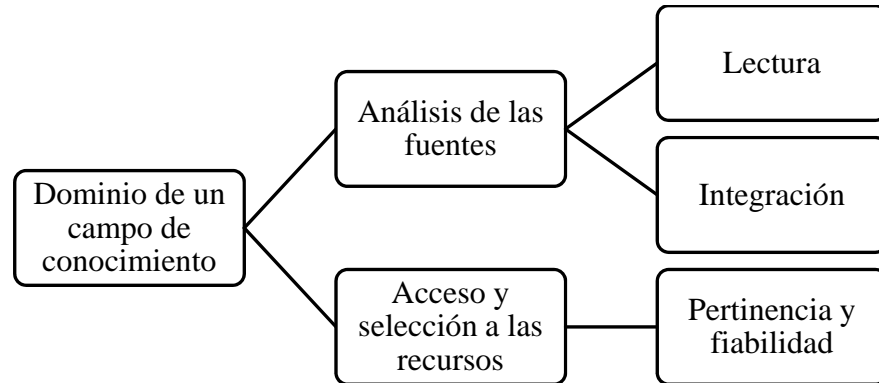 Dominio de un
campo de
conocimiento
Análisis de las
fuentes
Lectura
Integración
Acceso y
selección a las
recursos
Pertinencia y
fiabilidad